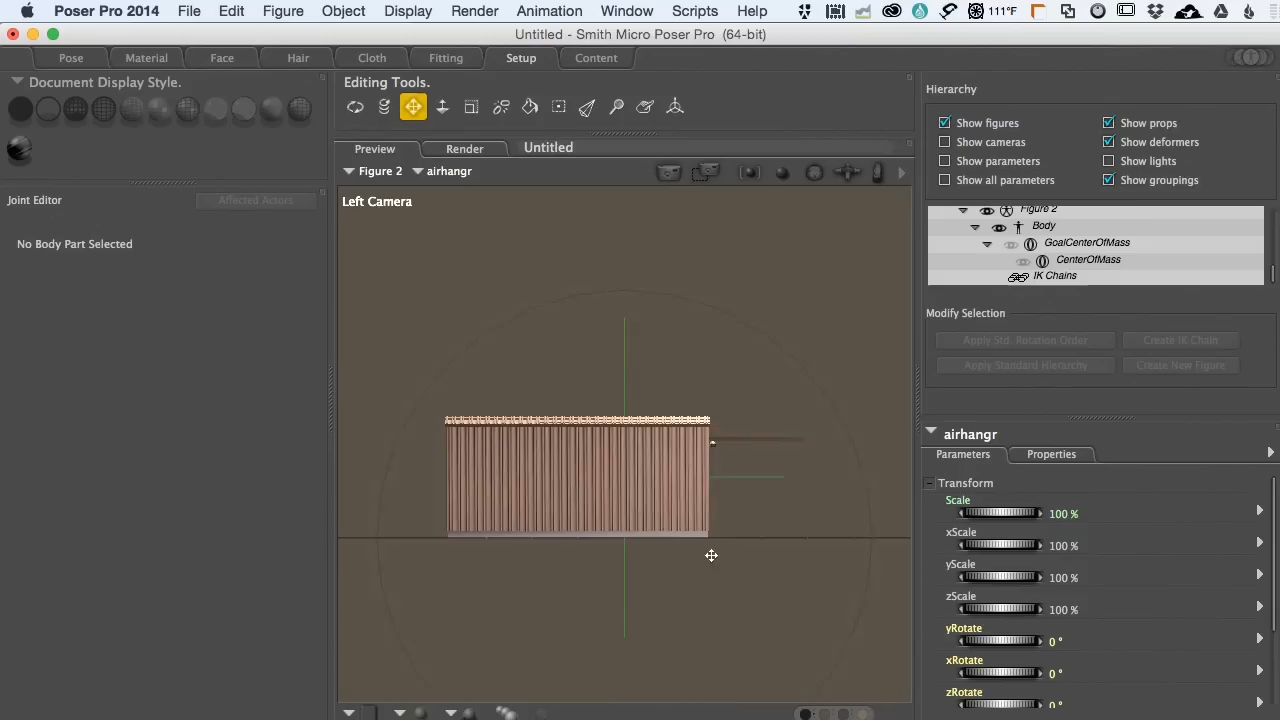 Poser Pro 2014 File Edit Figure Object Display Render Animation Window Scripts Help 111°F
Untitled - Smith Micro Poser Pro (64-bit)
Pose Material Face Hair Cloth Fitting Setup Content
Document Display Style.
Editing Tools.
Hierarchy
Show figures Show props
Show cameras Show deformers
Show parameters Show lights
Show all parameters Show groupings
Preview Render Untitled
Figure 2 airhangr
Joint Editor Affected Actors
Left Camera
No Body Part Selected
Figure 2
Body
GoalCenterOfMass
CenterOfMass
IK Chains
Modify Selection
Apply Std. Rotation Order Create IK Chain
Apply Standard Hierarchy Create New Figure
airhangr
Parameters Properties
Transform
Scale
100 %
xScale
100 %
yScale
100 %
zScale
100 %
yRotate
0 °
xRotate
0 °
zRotate
0 °